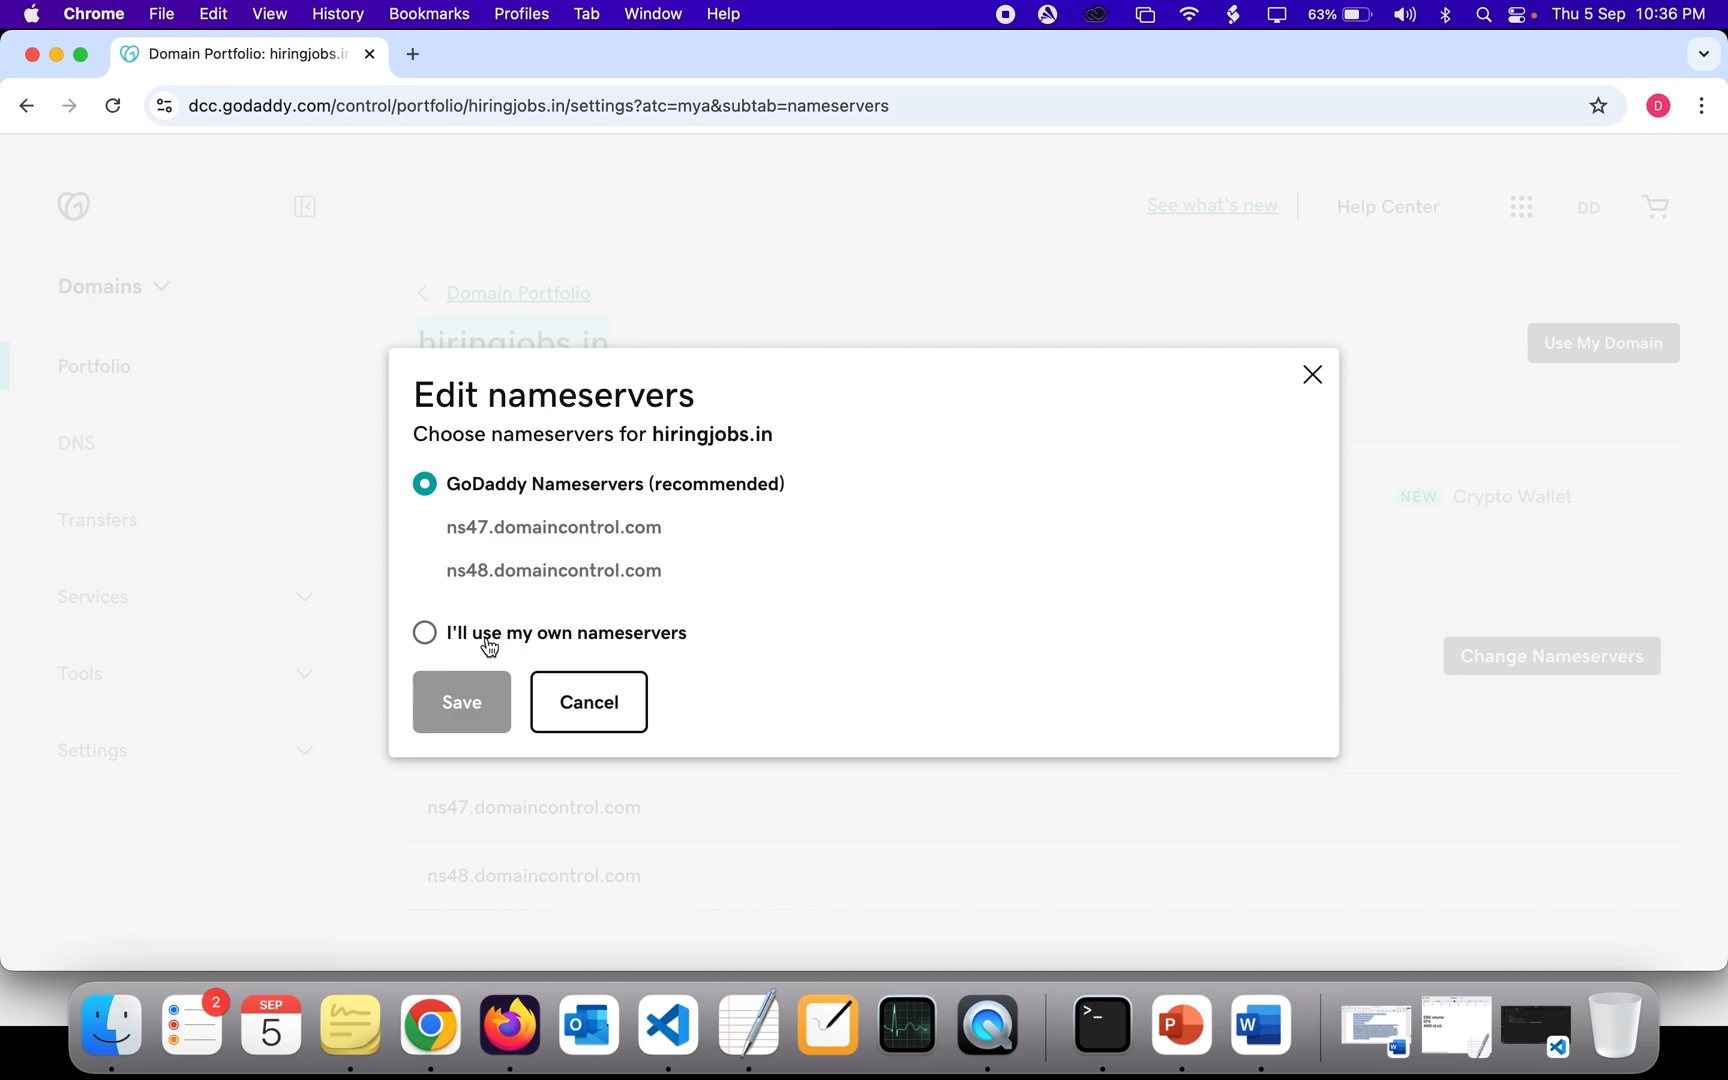 Chrome File Edit View History Bookmarks Profiles Tab Window Help 63% Thu 5 Sep 10:36 PM
Domain Portfolio: hiringjobs.ir
dcc.godaddy.com/control/portfolio/hiringjobs.in/settings?atc=mya&subtab=nameservers D
See what's new Help Center DD
Domains
Domain Portfolio
hiringjobs.in
Use My Domain
Portfolio
Edit nameservers
Choose nameservers for hiringjobs.in
DNS
GoDaddy Nameservers (recommended)
NEW Crypto Wallet
ns47.domaincontrol.com
Transfers
ns48.domaincontrol.com
Services
I'll use my own nameservers
Change Nameservers
Tools
Save Cancel
Settings
ns47.domaincontrol.com
ns48.domaincontrol.com
2
SEP
5
O
>_
P
W